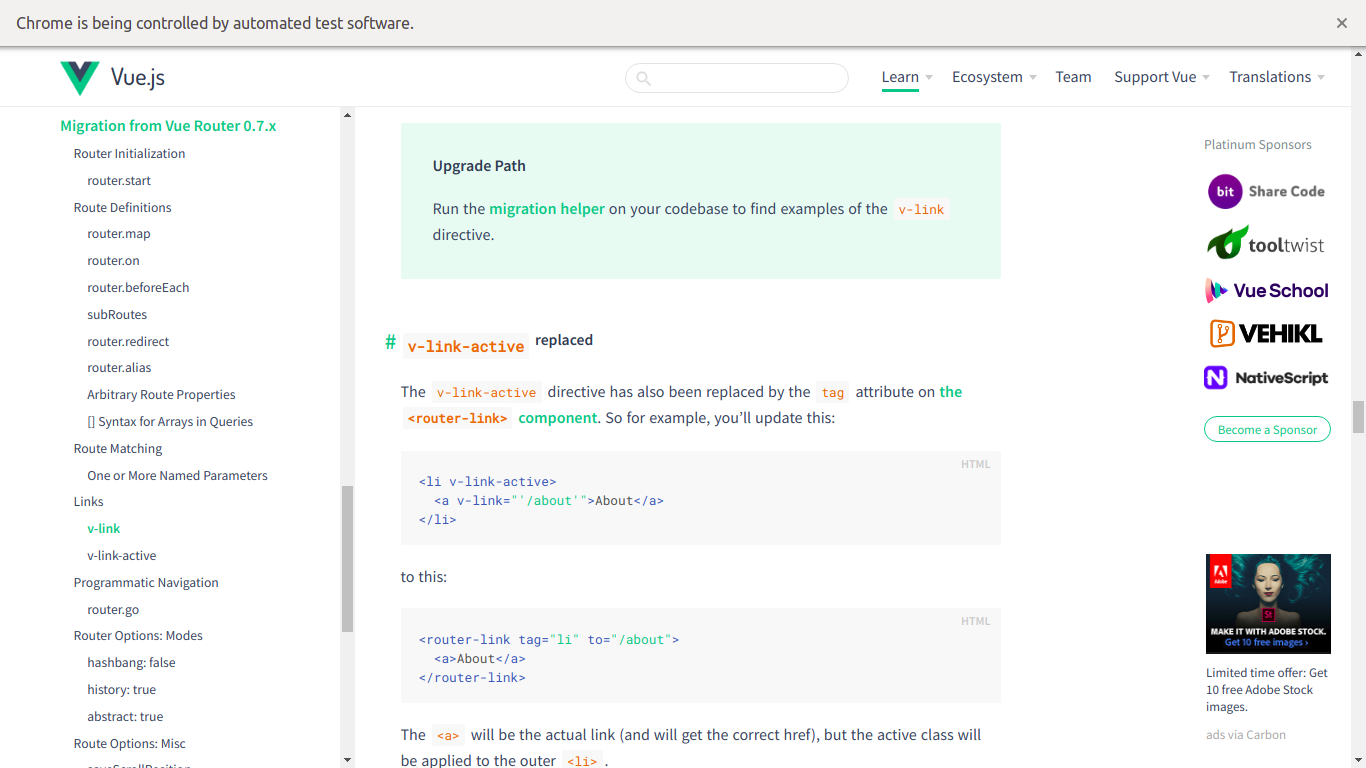 Chrome is being controlled by automated test software.
Vue.js
Learn
Ecosystem
Team
Support Vue
Translations
Migration from Vue Router 0.7.x
Router Initialization
router.start
Route Definitions
router.map
router.on
router.beforeEach
subRoutes
router.redirect
router.alias
Arbitrary Route Properties
[] Syntax for Arrays in Queries
Route Matching
One or More Named Parameters
Links
v-link
v-link-active
Programmatic Navigation
router.go
Router Options: Modes
hashbang: false
history: true
abstract: true
Route Options: Misc
Upgrade Path
Run the migration helper on your codebase to find examples of the v-link
directive.
# v-link-active replaced
The v-link-active directive has also been replaced by the tag attribute on the
<router-link> component. So for example, you’ll update this:
HTML
<li v-link-active>
  <a v-link="'/about'">About</a>
</li>
to this:
HTML
<router-link tag="li" to="/about">
  <a>About</a>
</router-link>
The <a> will be the actual link (and will get the correct href), but the active class will
be applied to the outer <li> .
Platinum Sponsors
bit Share Code
tooltwist
Vue School
VEHIKL
NativeScript
Become a Sponsor
Adobe
St
MAKE IT WITH ADOBE STOCK.
Get 10 free images ›
Limited time offer: Get
10 free Adobe Stock
images.
ads via Carbon